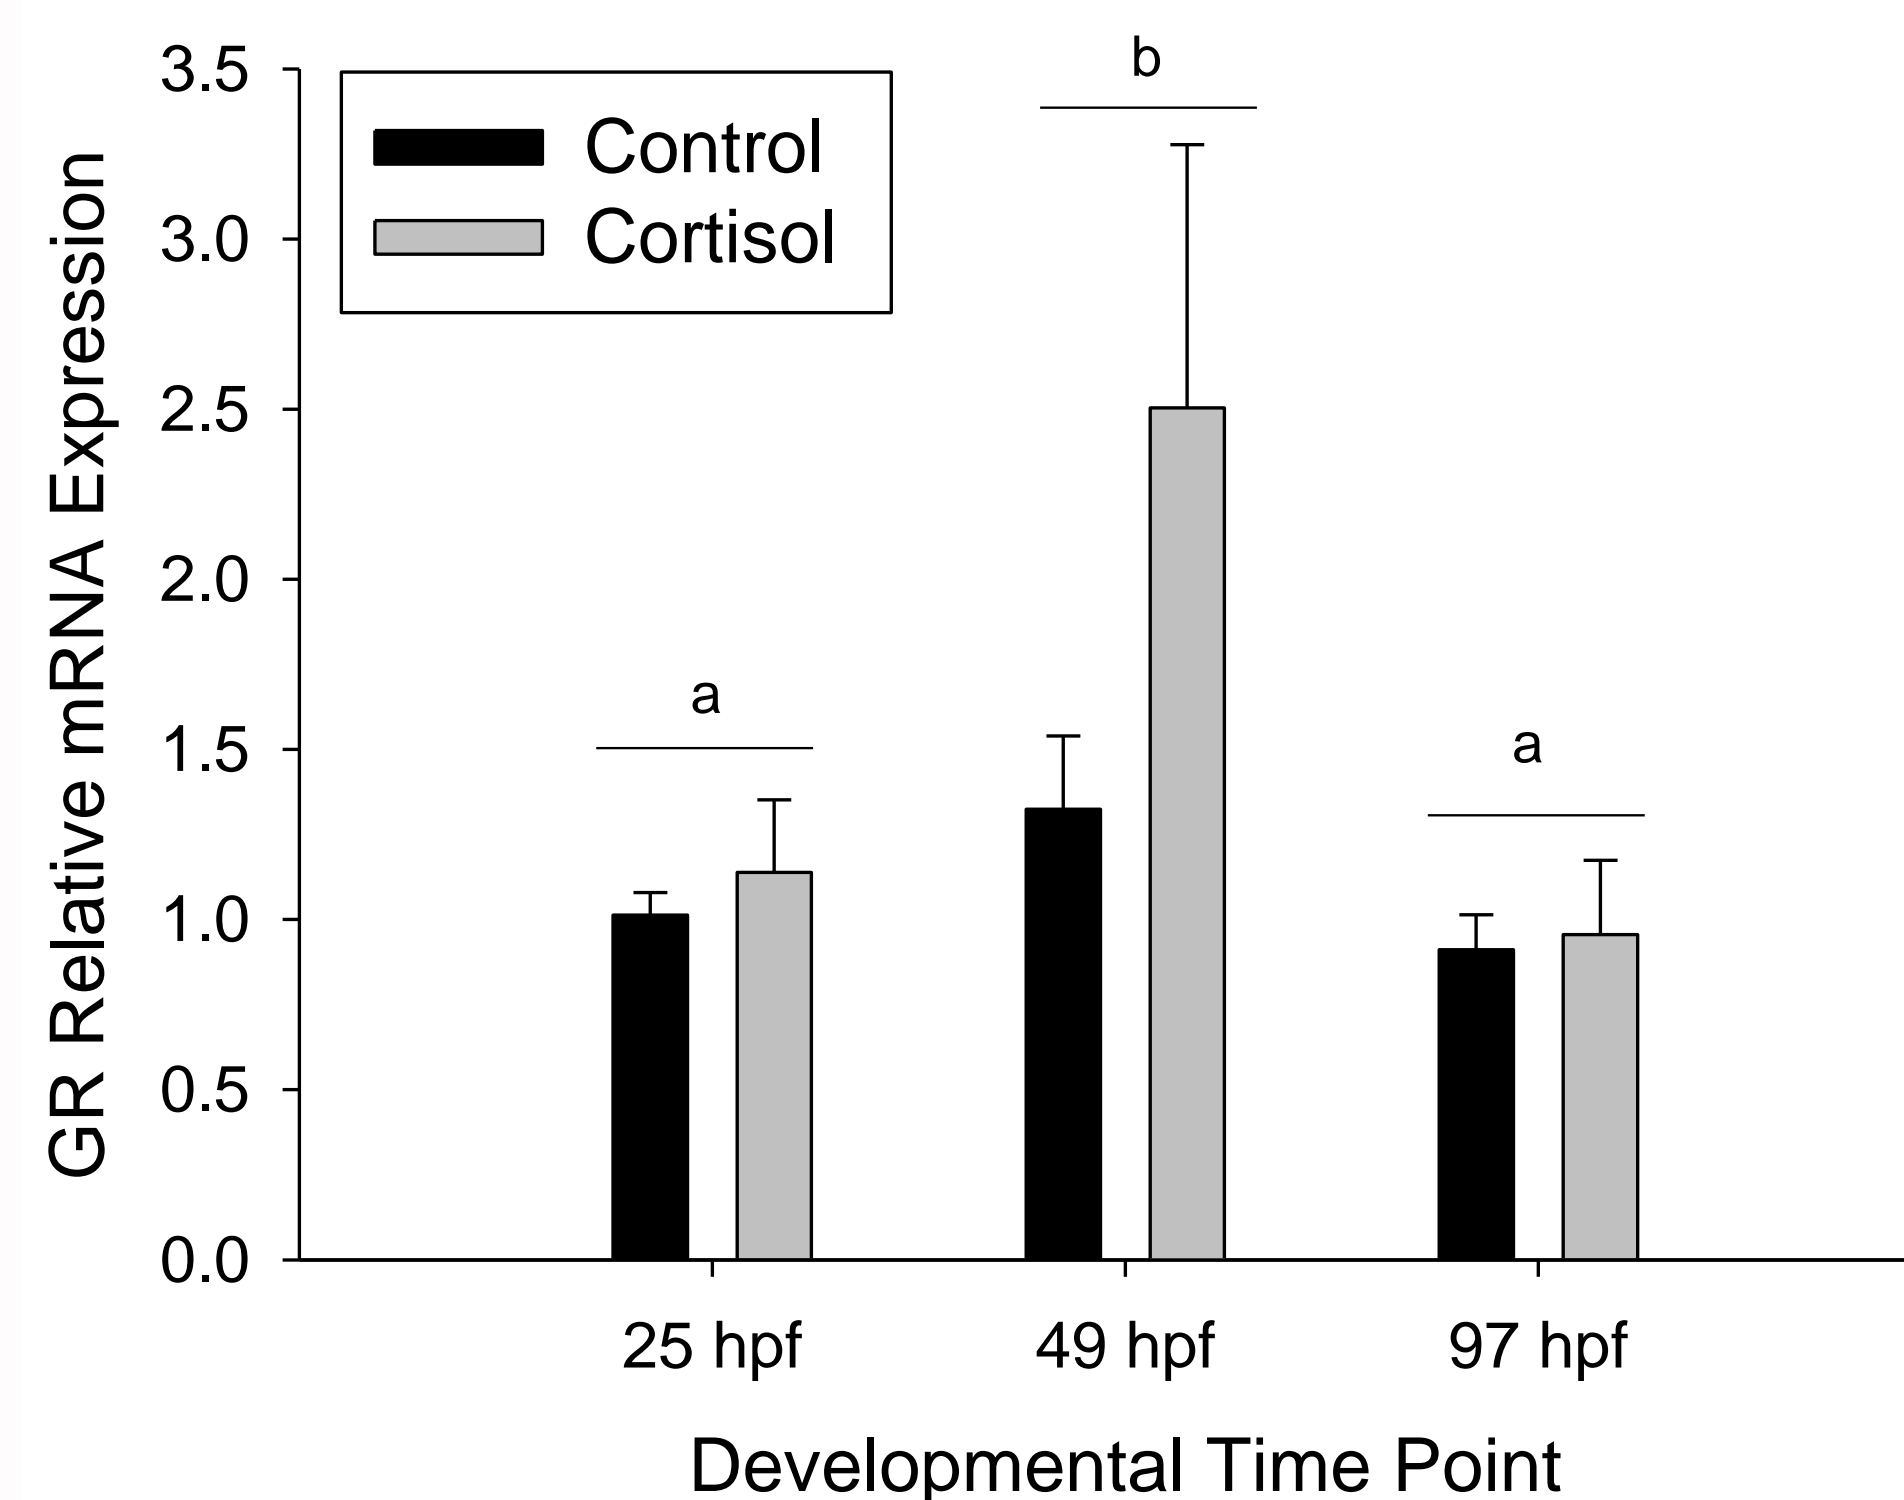 GR Relative mRNA Expression
3.5
3.0
2.5
2.0
1.5
1.0
0.5
0.0
Control
Cortisol
a
b
a
25 hpf
49 hpf
97 hpf
Developmental Time Point